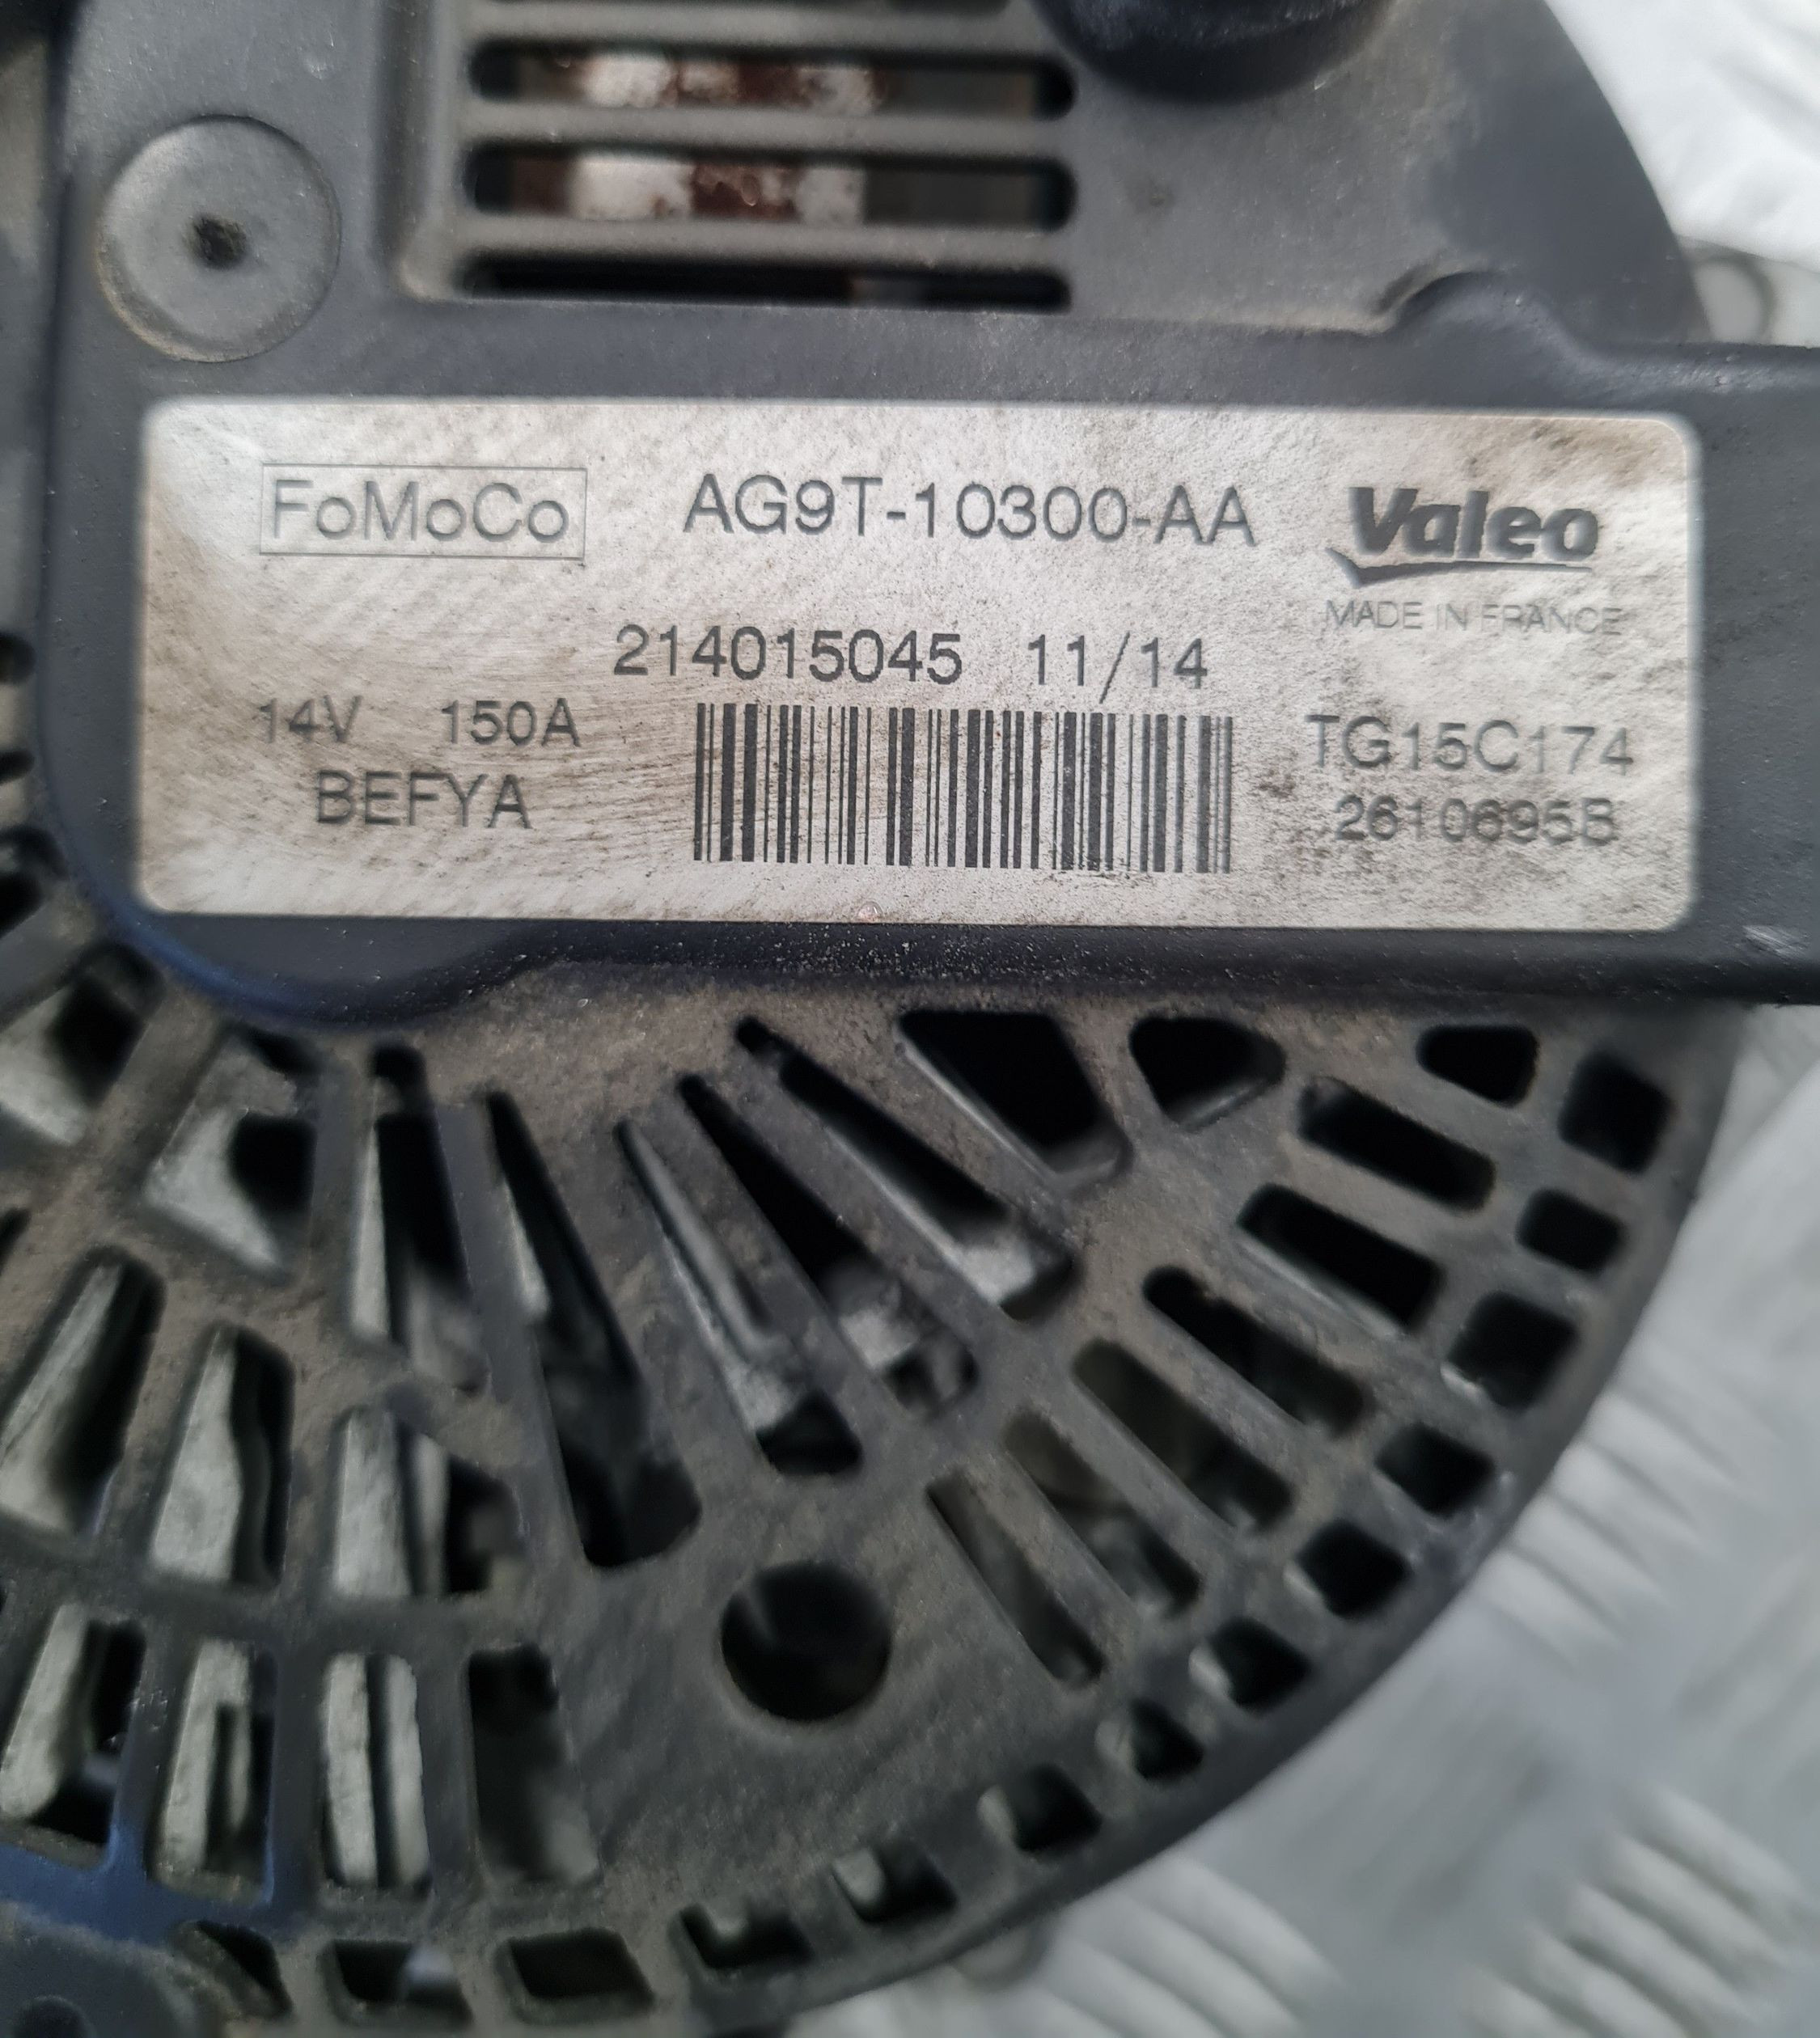 FoMoCo AG9T-10300-AA Valeo
MADE IN FRANCE
214015045 11/14
14V 150A TG15C174
BEFYA 2610695B